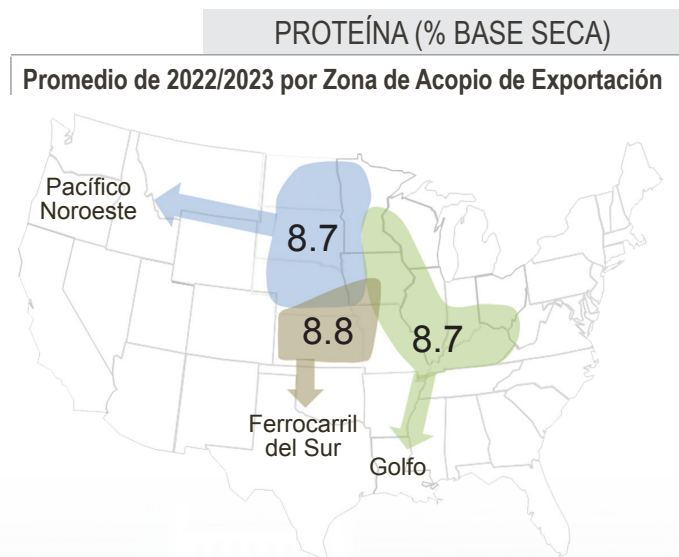 PROTEÍNA (% BASE SECA)
Promedio de 2022/2023 por Zona de Acopio de Exportación
Pacífico
Noroeste
8.7
8.8
8.7
Ferrocarril
del Sur
Golfo